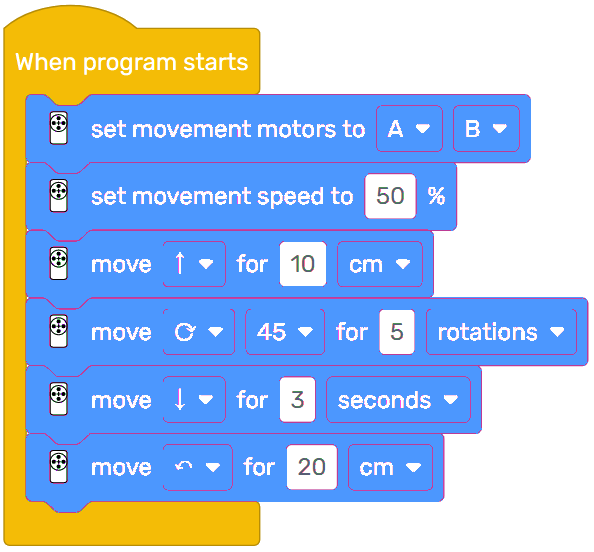 When program starts
set movement motors to A B
set movement speed to 50 %
move ↑ for 10 cm
move ⟳ 45 for 5 rotations
move ↓ for 3 seconds
move ↶ for 20 cm